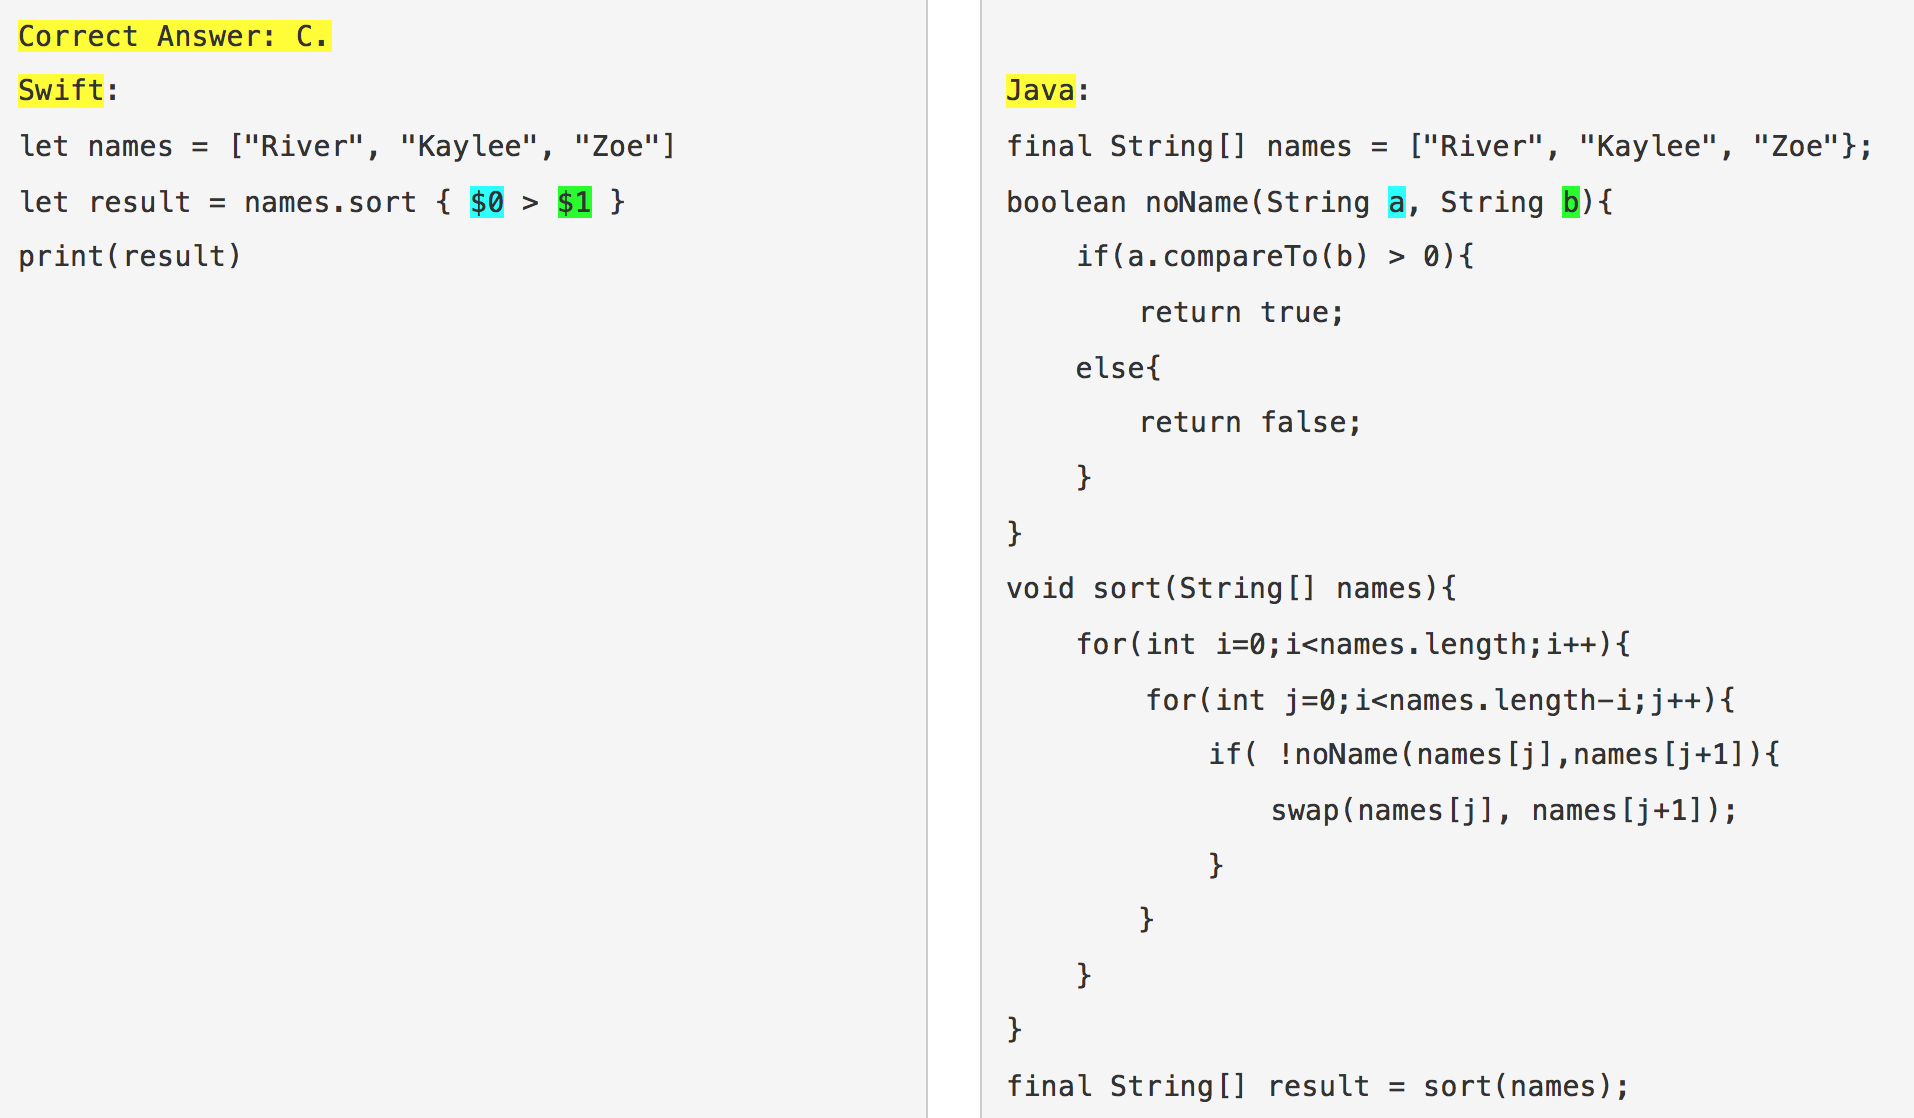 Correct Answer: C.
Swift:
let names = ["River", "Kaylee", "Zoe"]
let result = names.sort { $0 > $1 }
print(result)
Java:
final String[] names = ["River", "Kaylee", "Zoe"};
boolean noName(String a, String b){
if(a.compareTo(b) > 0){
return true;
else{
return false;
}
}
void sort(String[] names){
for(int i=0;i<names.length;i++){
for(int j=0;i<names.length-i;j++){
if( !noName(names[j],names[j+1]){
swap(names[j], names[j+1]);
}
}
}
}
final String[] result = sort(names);